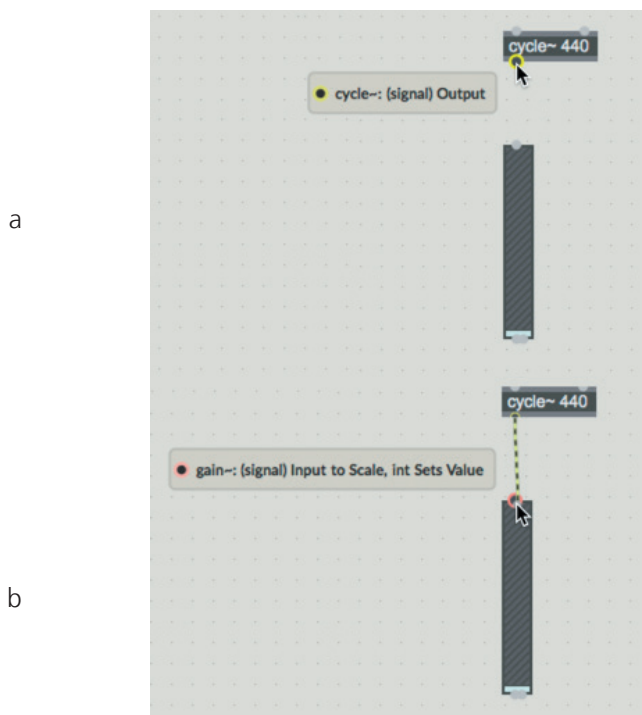 cycle~ 440
cycle~: (signal) Output
a
cycle~ 440
gain~: (signal) Input to Scale, int Sets Value
b